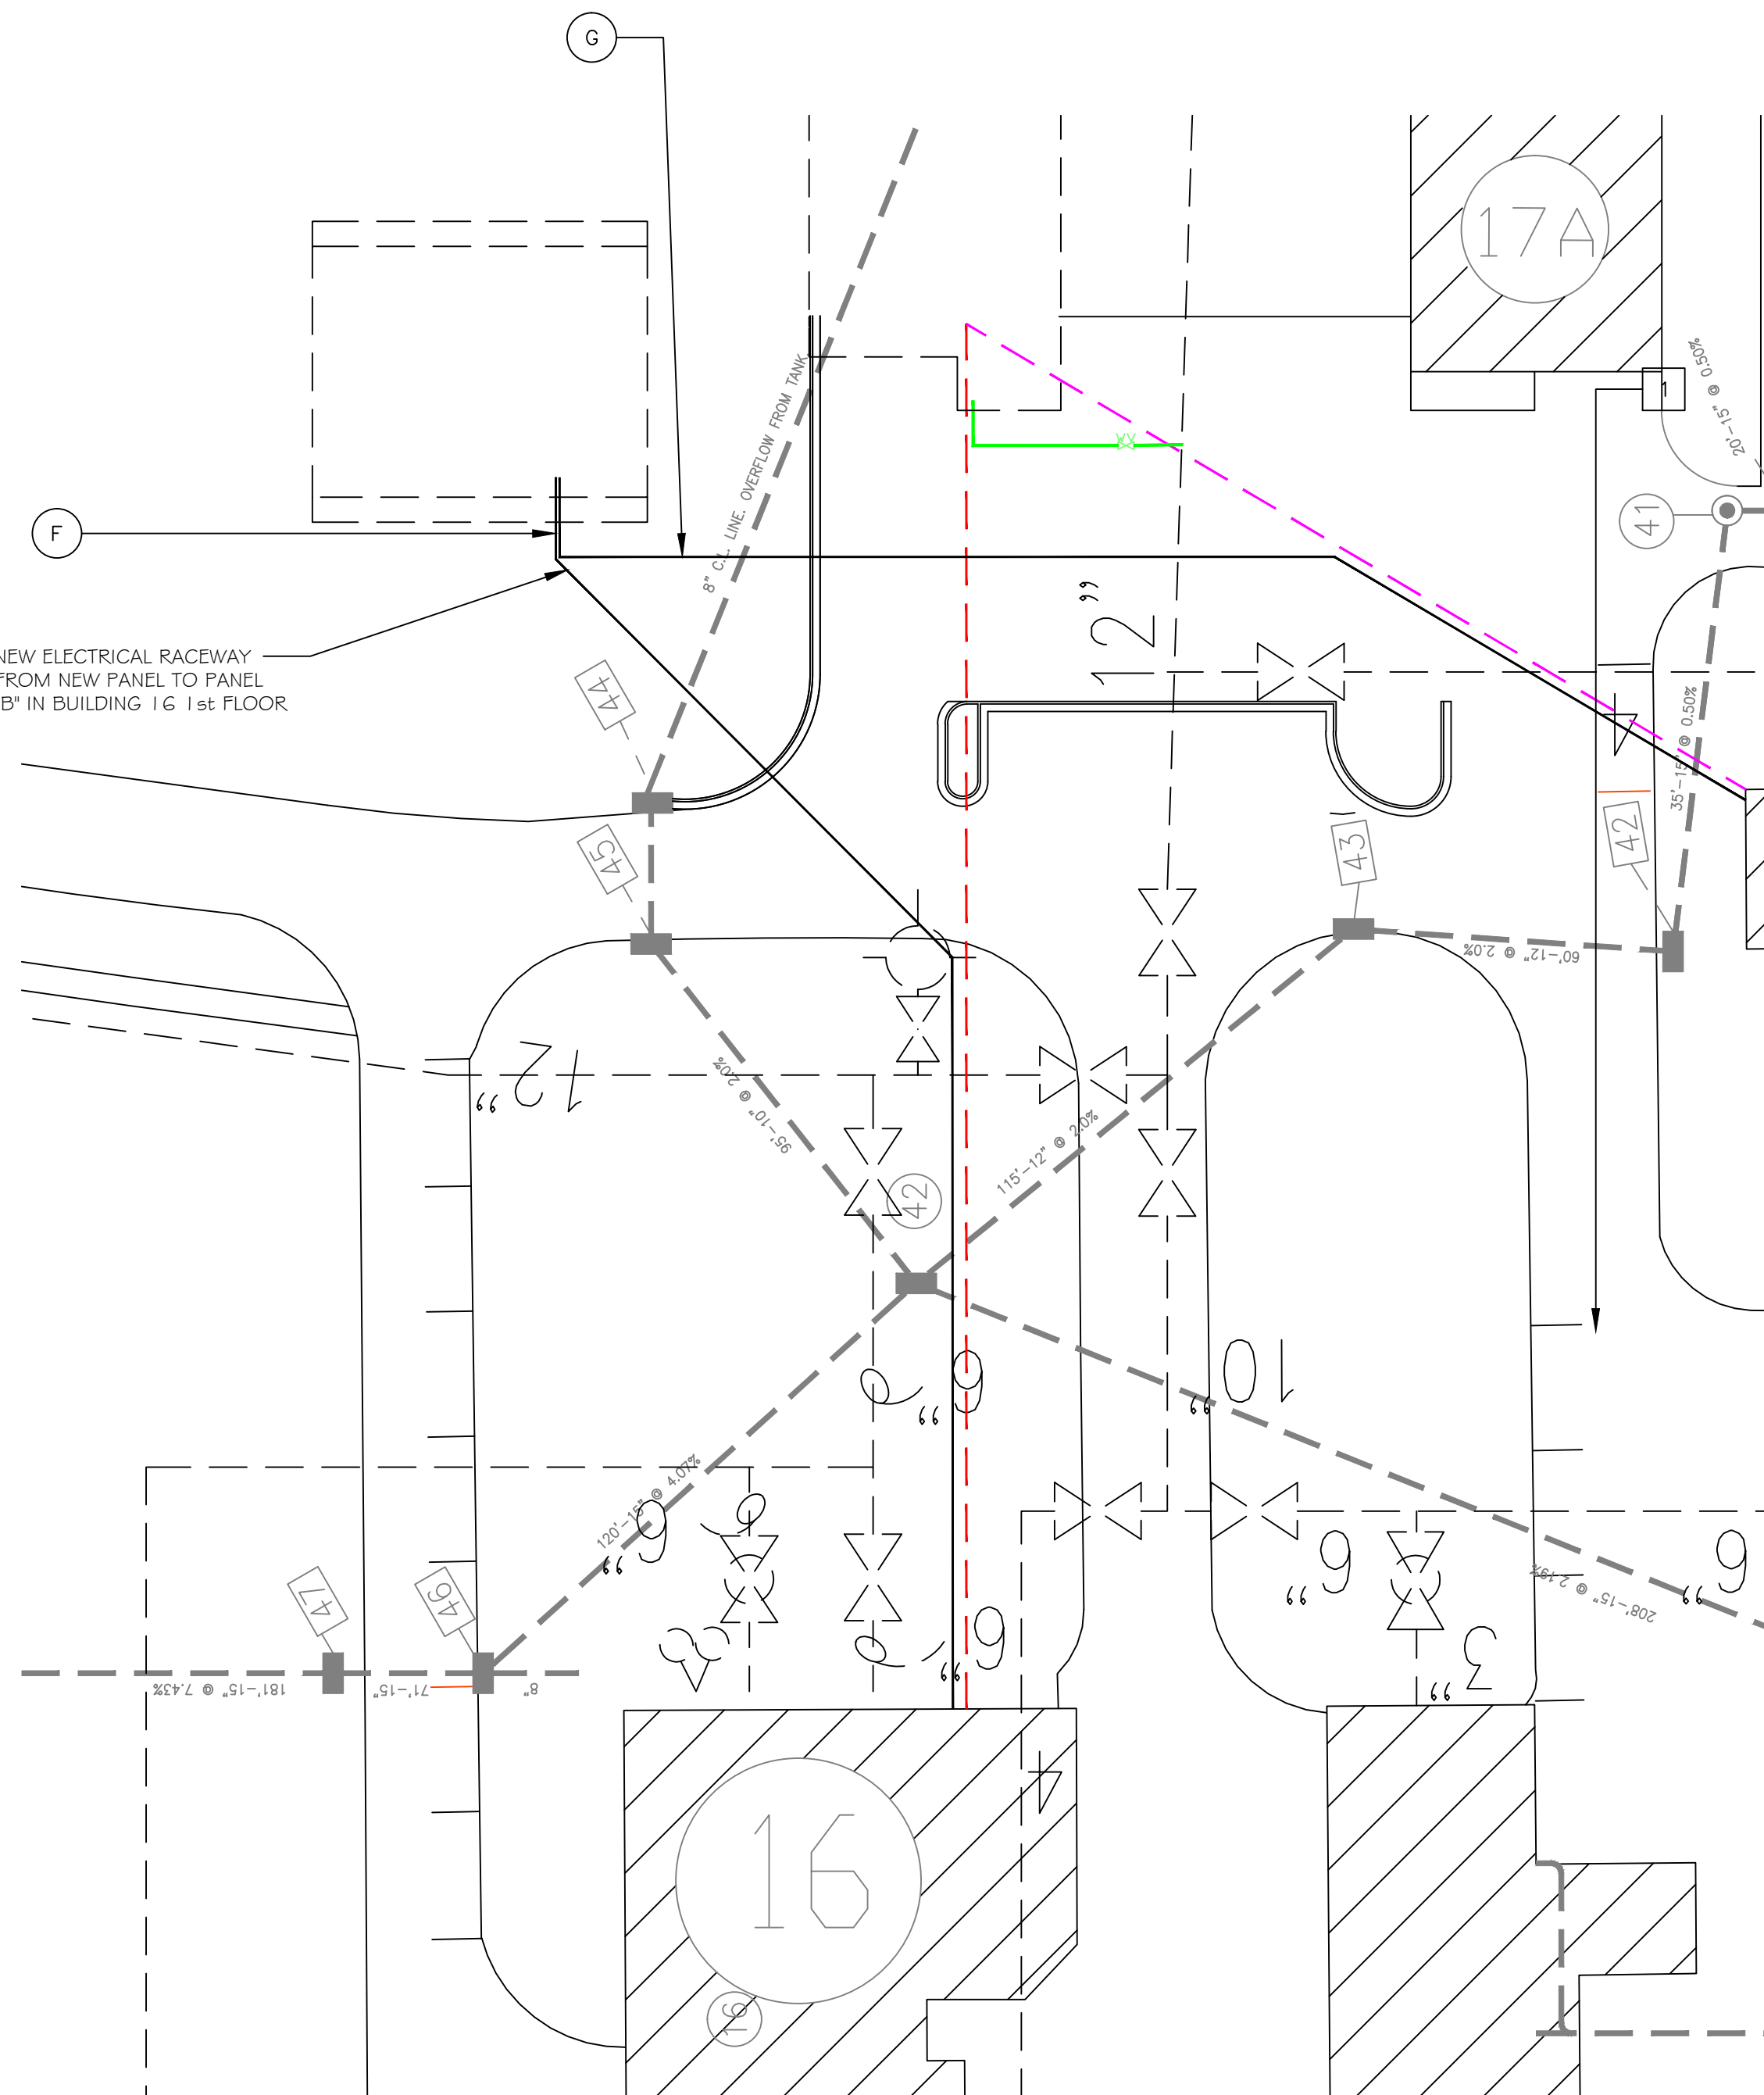 G
17A
1
20'-15" @ 0.50%
8" C.L. LINE. OVERFLOW FROM TANK
41
F
12"
NEW ELECTRICAL RACEWAY
FROM NEW PANEL TO PANEL
B" IN BUILDING 16 1st FLOOR
44
35'-15" @ 0.50%
45
43
42
60'-12" @ 2.0%
12"
95'-10" @ 2.0%
115'-12" @ 2.0%
42
6"
10"
120'-15" @ 4.07%
6"
6"
6"
208'-15" @ 2.19%
47
46
6"
3"
181'-15" @ 7.43%
71'-15"
8"
4
16
16